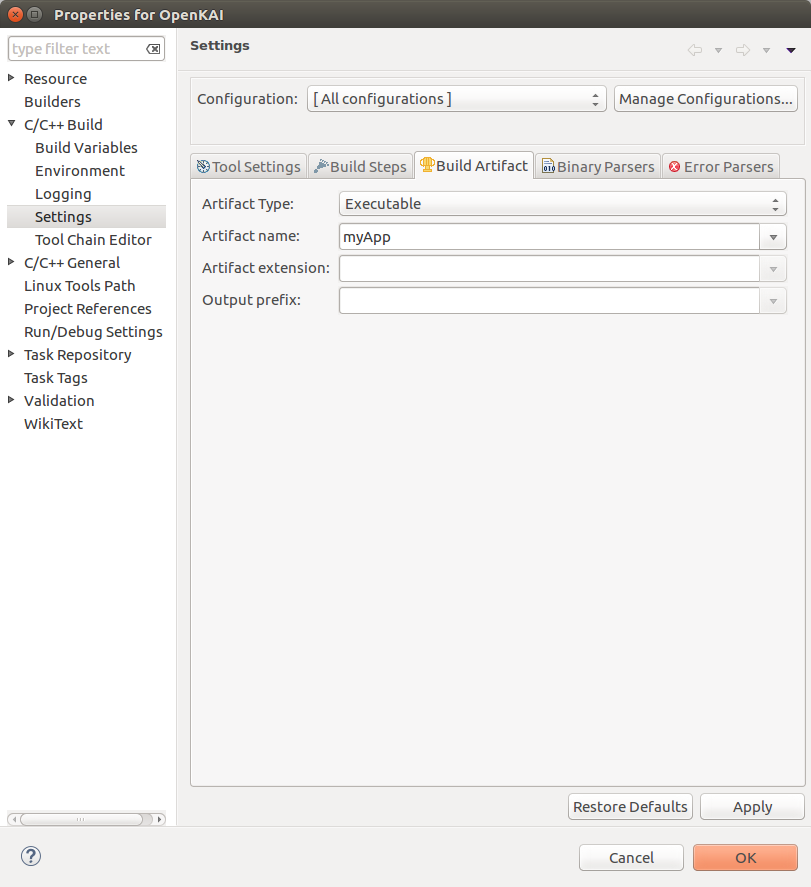 Properties for OpenKAI
type filter text
Resource
Builders
C/C++ Build
Build Variables
Environment
Logging
Settings
Tool Chain Editor
C/C++ General
Linux Tools Path
Project References
Run/Debug Settings
Task Repository
Task Tags
Validation
WikiText
Settings
Configuration: [ All configurations ] Manage Configurations...
Tool Settings Build Steps Build Artifact Binary Parsers Error Parsers
Artifact Type: Executable
Artifact name: myApp
Artifact extension:
Output prefix:
Restore Defaults Apply
? Cancel OK